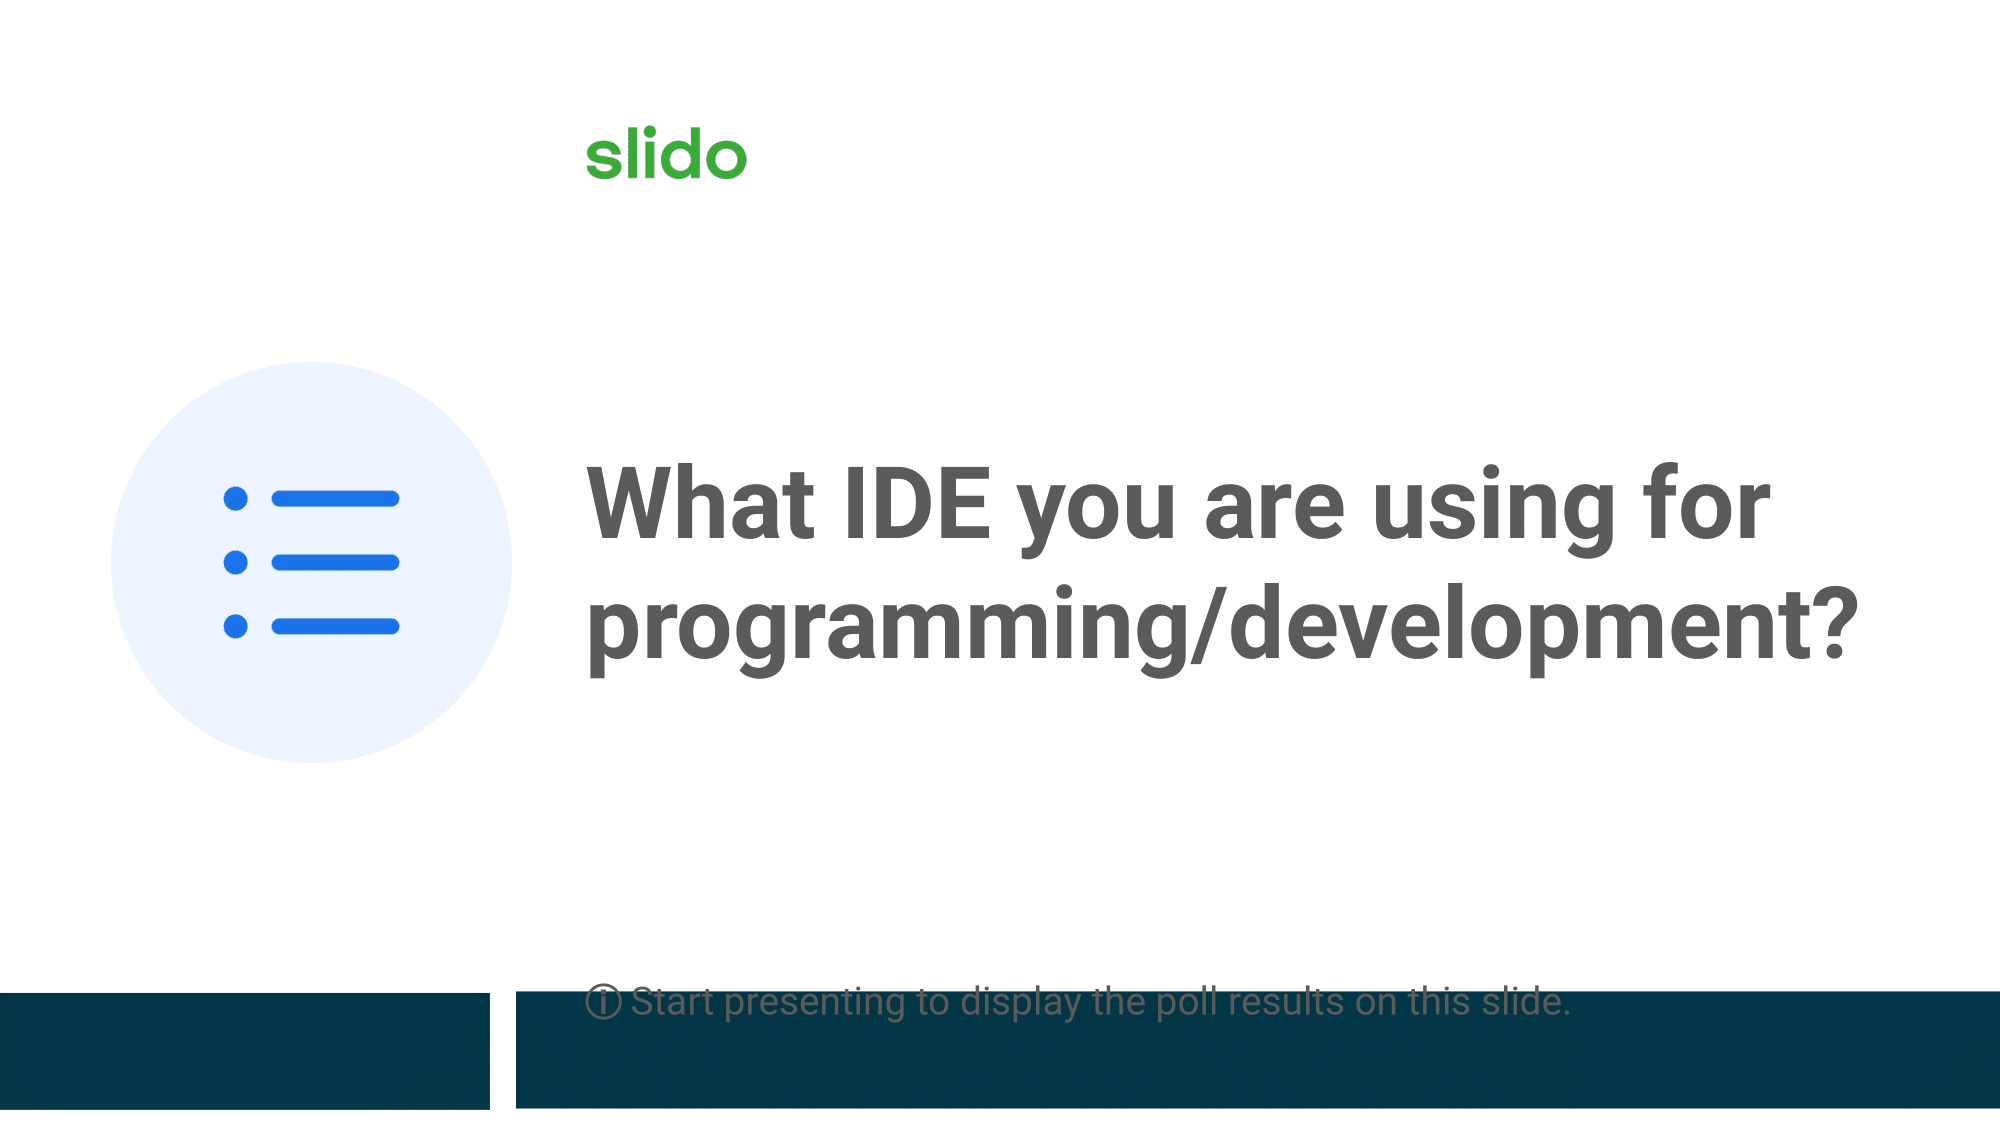 slido
What IDE you are using for
programming/development?
ⓘ Start presenting to display the poll results on this slide.